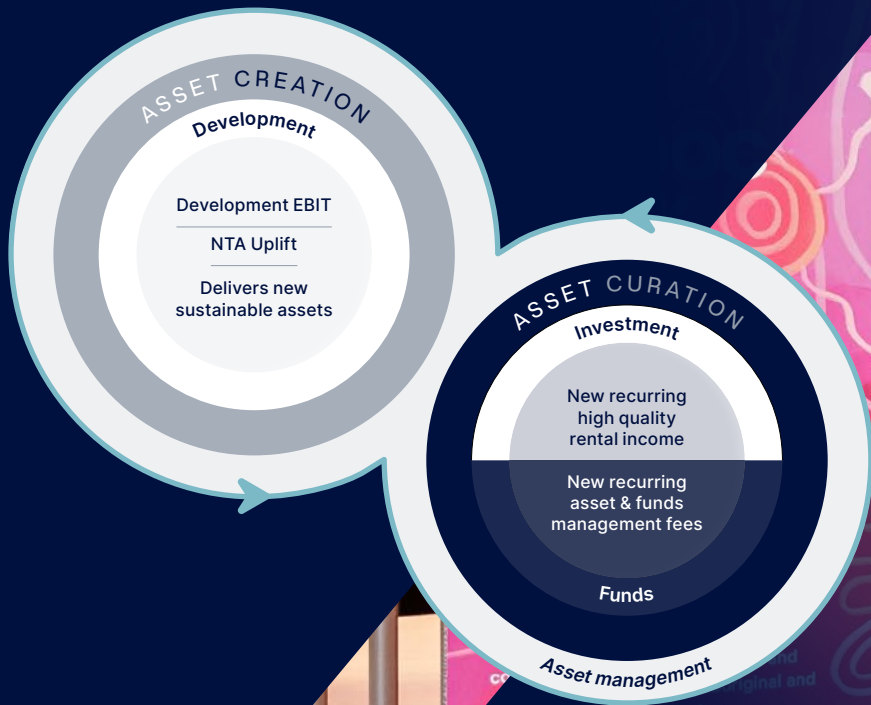 ASSET CREATION
Development
Development EBIT
NTA Uplift
Delivers new
sustainable assets
ASSET CURATION
Investment
New recurring
high quality
rental income
New recurring
asset & funds
management fees
Funds
Asset management
and